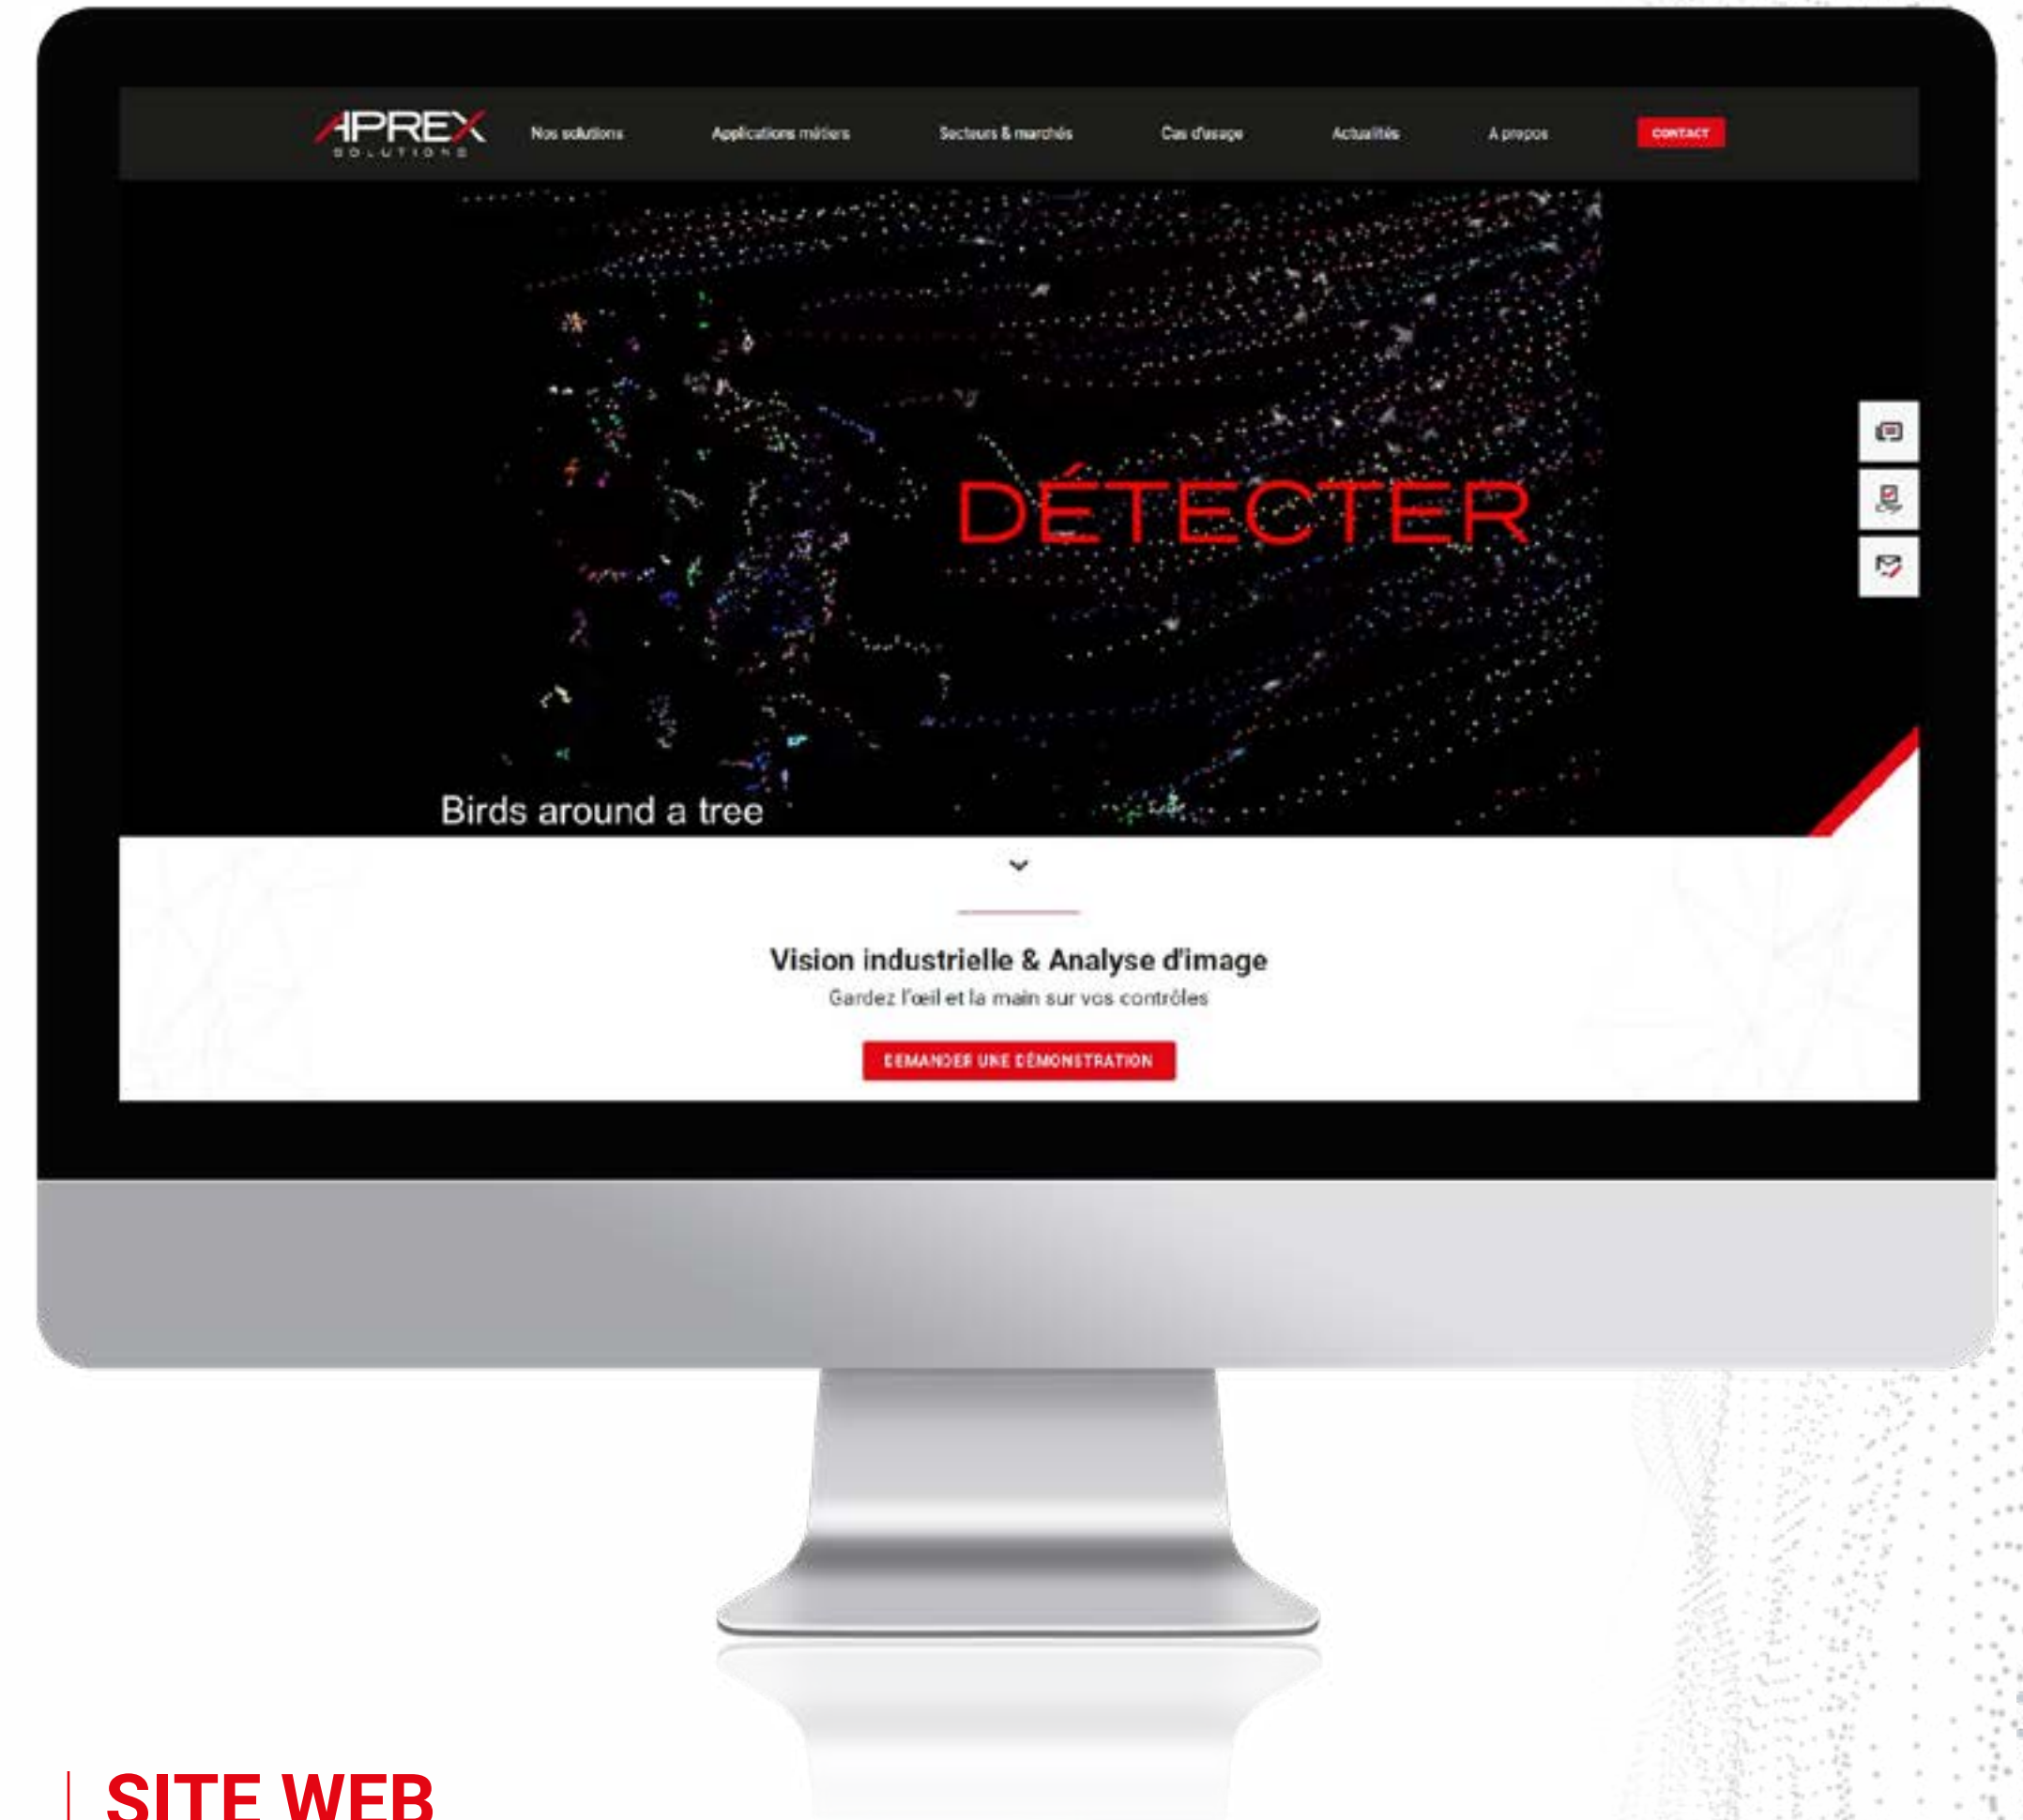 APREX
SOLUTIONS
Nos solutions
Applications métiers
Secteurs & marchés
Cas d'usage
Actualités
A propos
CONTACT
DÉTECTER
Birds around a tree
Vision industrielle & Analyse d'image
Gardez l'œil et la main sur vos contrôles
DEMANDER UNE DÉMONSTRATION
SITE WEB